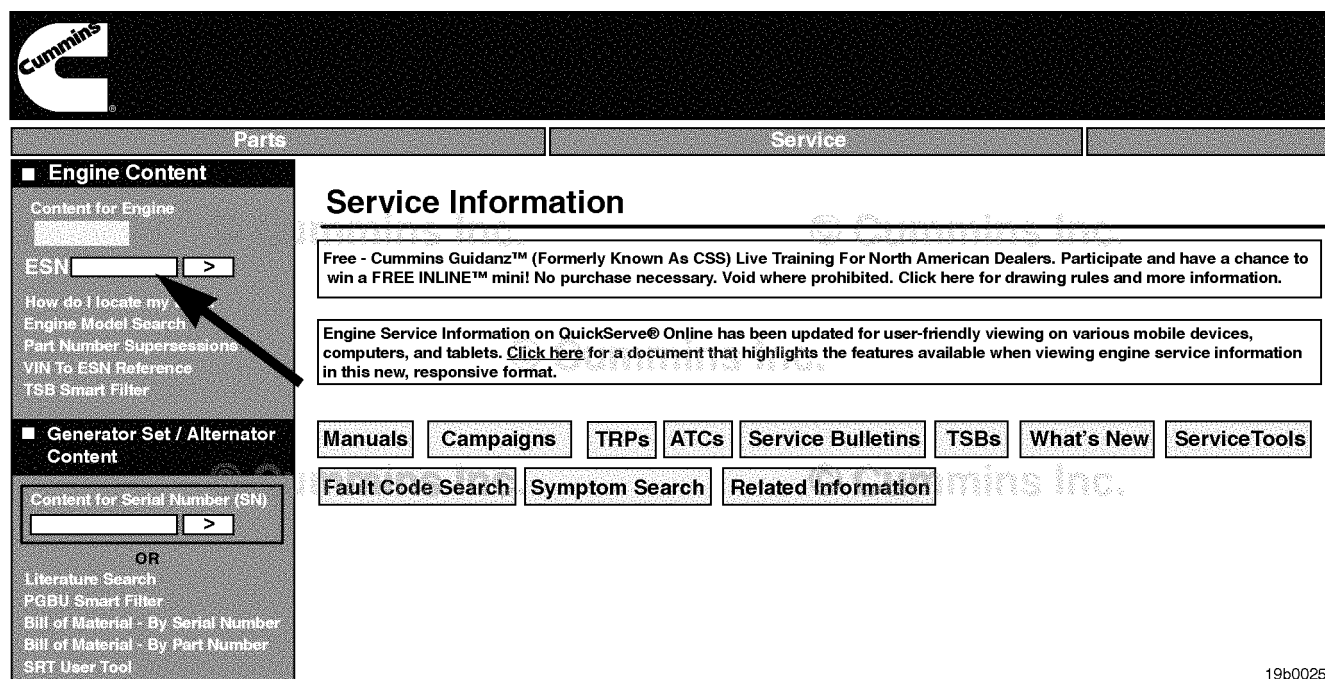 Cummins
®
Parts
Service
■ Engine Content
Content for Engine
ESN >
How do I locate my
Engine Model Search
Part Number Supersessions
VIN To ESN Reference
TSB Smart Filter
■ Generator Set / Alternator
Content
Content for Serial Number (SN)
>
OR
Literature Search
PGBU Smart Filter
Bill of Material - By Serial Number
Bill of Material - By Part Number
SRT User Tool
Service Information
Free - Cummins Guidanz™ (Formerly Known As CSS) Live Training For North American Dealers. Participate and have a chance to
win a FREE INLINE™ mini! No purchase necessary. Void where prohibited. Click here for drawing rules and more information.
Engine Service Information on QuickServe® Online has been updated for user-friendly viewing on various mobile devices,
computers, and tablets. Click here for a document that highlights the features available when viewing engine service information
in this new, responsive format.
Manuals Campaigns TRPs ATCs Service Bulletins TSBs What's New ServiceTools
Fault Code Search Symptom Search Related Information
© Cummins Inc.
19b0025